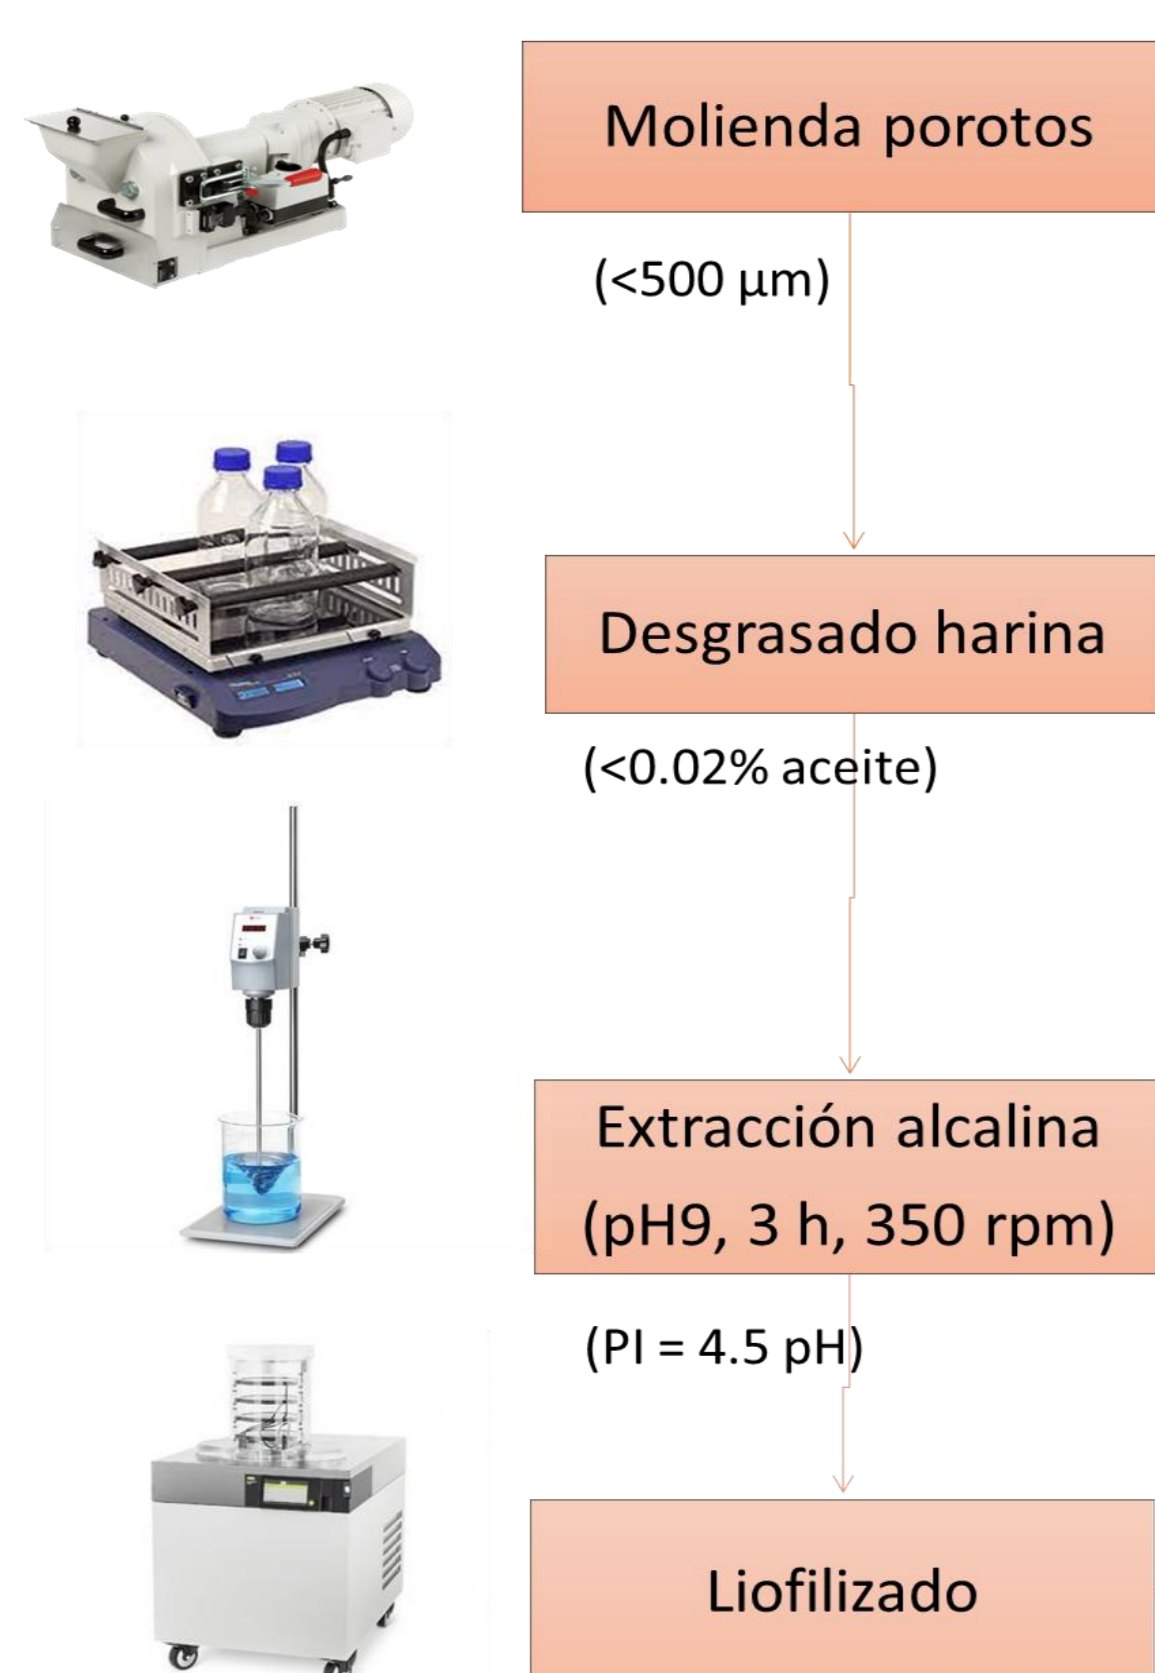 Molienda porotos
(<500 µm)
Desgrasado harina
(<0.02% aceite)
Extracción alcalina
(pH9, 3 h, 350 rpm)
(PI = 4.5 pH)
Liofilizado